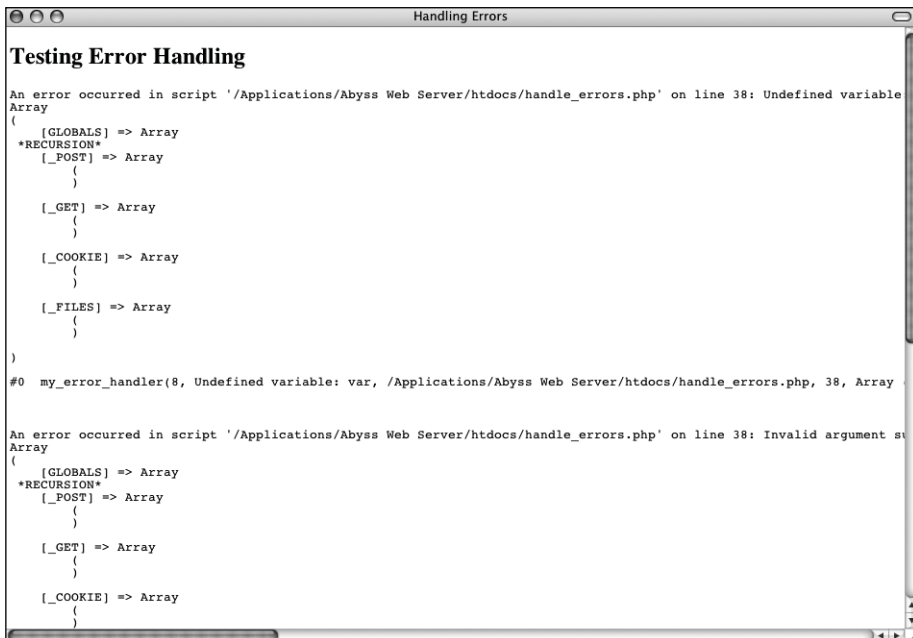 Handling Errors
Testing Error Handling
An error occurred in script '/Applications/Abyss Web Server/htdocs/handle_errors.php' on line 38: Undefined variable
Array
(
    [GLOBALS] => Array
 *RECURSION*
    [_POST] => Array
        (
        )

    [_GET] => Array
        (
        )

    [_COOKIE] => Array
        (
        )

    [_FILES] => Array
        (
        )

)
#0  my_error_handler(8, Undefined variable: var, /Applications/Abyss Web Server/htdocs/handle_errors.php, 38, Array
An error occurred in script '/Applications/Abyss Web Server/htdocs/handle_errors.php' on line 38: Invalid argument
Array
(
    [GLOBALS] => Array
 *RECURSION*
    [_POST] => Array
        (
        )

    [_GET] => Array
        (
        )

    [_COOKIE] => Array
        (
        )